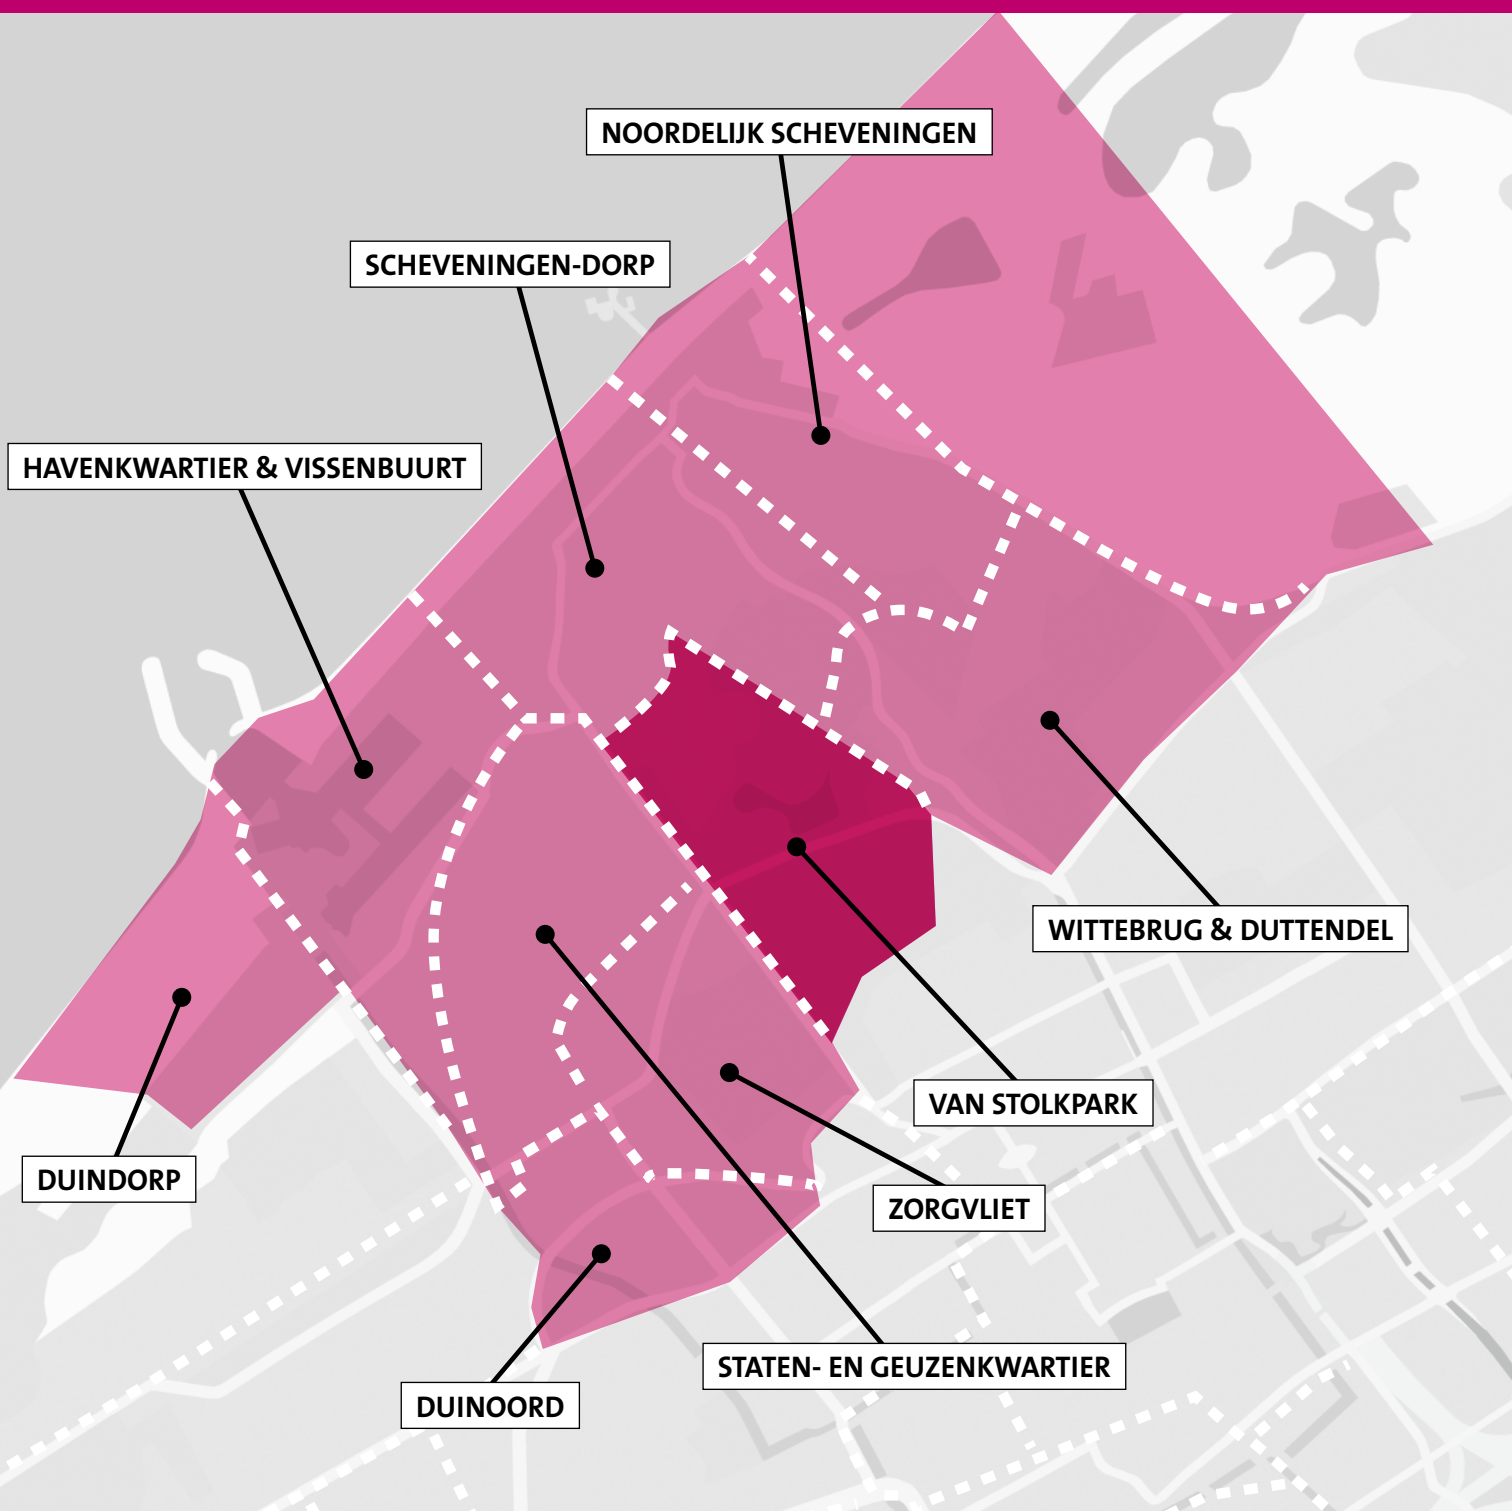 NOORDELIJK SCHEVENINGEN
SCHEVENINGEN-DORP
HAVENKWARTIER & VISSENBUURT
WITTEBRUG & DUTTENDEL
VAN STOLKPARK
DUINDORP
ZORGVLIET
STATEN- EN GEUZENKWARTIER
DUINOORD